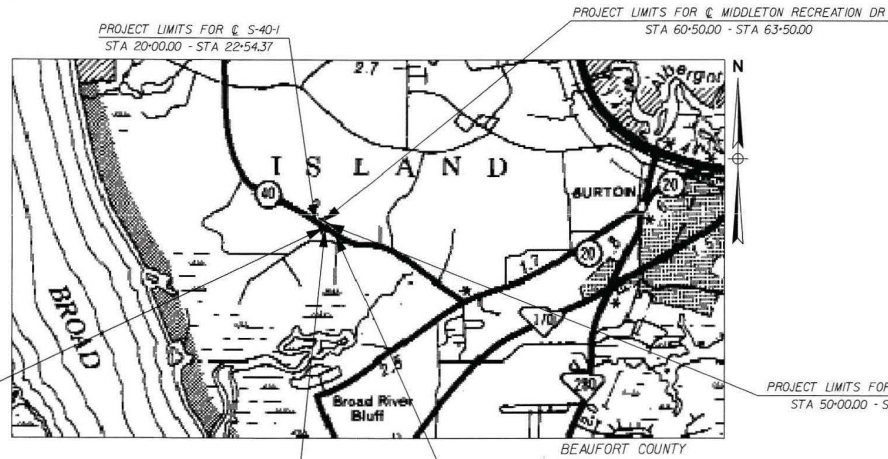 PROJECT LIMITS FOR ℄ MIDDLETON RECREATION DR
STA 60+50.00 - STA 63+50.00
PROJECT LIMITS FOR ℄ S-40-1
STA 20+00.00 - STA 22+54.37
N
2.7
ISLAND
40
20
BURTON
20
1.7
170
BROAD
2.5
280
Broad River
Bluff
PROJECT LIMITS FOR
STA 50+00.00 - S
BEAUFORT COUNTY